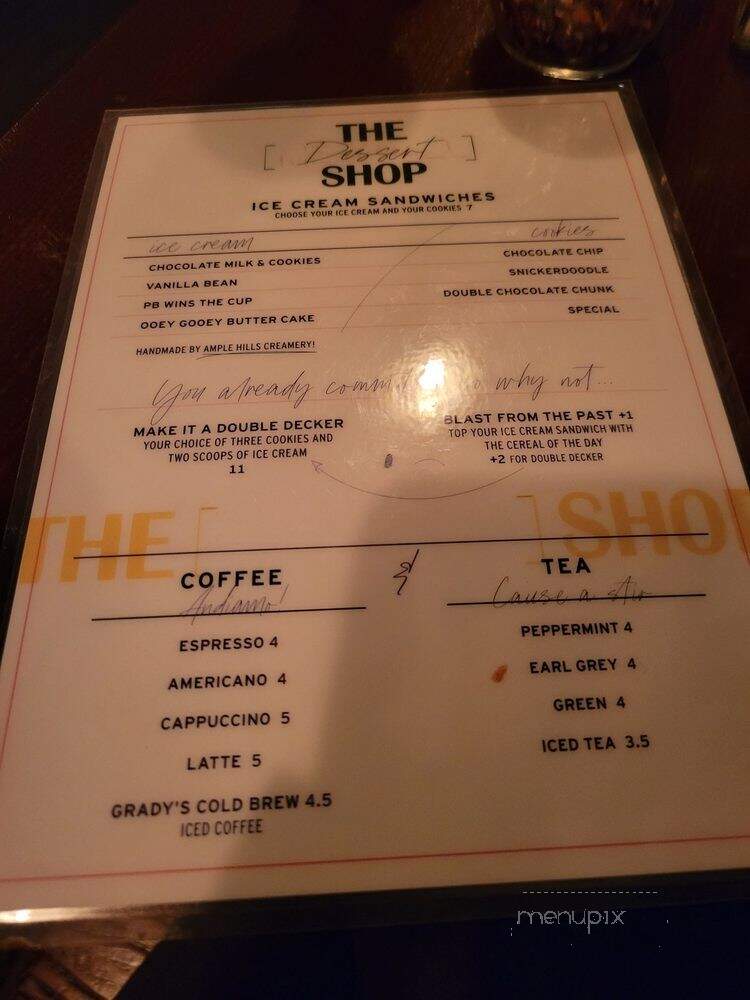 THE
[ Dessert ]
SHOP
ICE CREAM SANDWICHES
CHOOSE YOUR ICE CREAM AND YOUR COOKIES 7
ice cream
cookies
CHOCOLATE MILK & COOKIES
CHOCOLATE CHIP
VANILLA BEAN
SNICKERDOODLE
PB WINS THE CUP
DOUBLE CHOCOLATE CHUNK
OOEY GOOEY BUTTER CAKE
SPECIAL
HANDMADE BY AMPLE HILLS CREAMERY!
You already so why not...
MAKE IT A DOUBLE DECKER
YOUR CHOICE OF THREE COOKIES AND
TWO SCOOPS OF ICE CREAM
11
BLAST FROM THE PAST +1
TOP YOUR ICE CREAM SANDWICH WITH
THE CEREAL OF THE DAY
+2 FOR DOUBLE DECKER
THE [
] SHOP
COFFEE
&
TEA
Andiamo!
Cause a stir
ESPRESSO 4
AMERICANO 4
CAPPUCCINO 5
LATTE 5
GRADY'S COLD BREW 4.5
ICED COFFEE
PEPPERMINT 4
EARL GREY 4
GREEN 4
ICED TEA 3.5
menupix